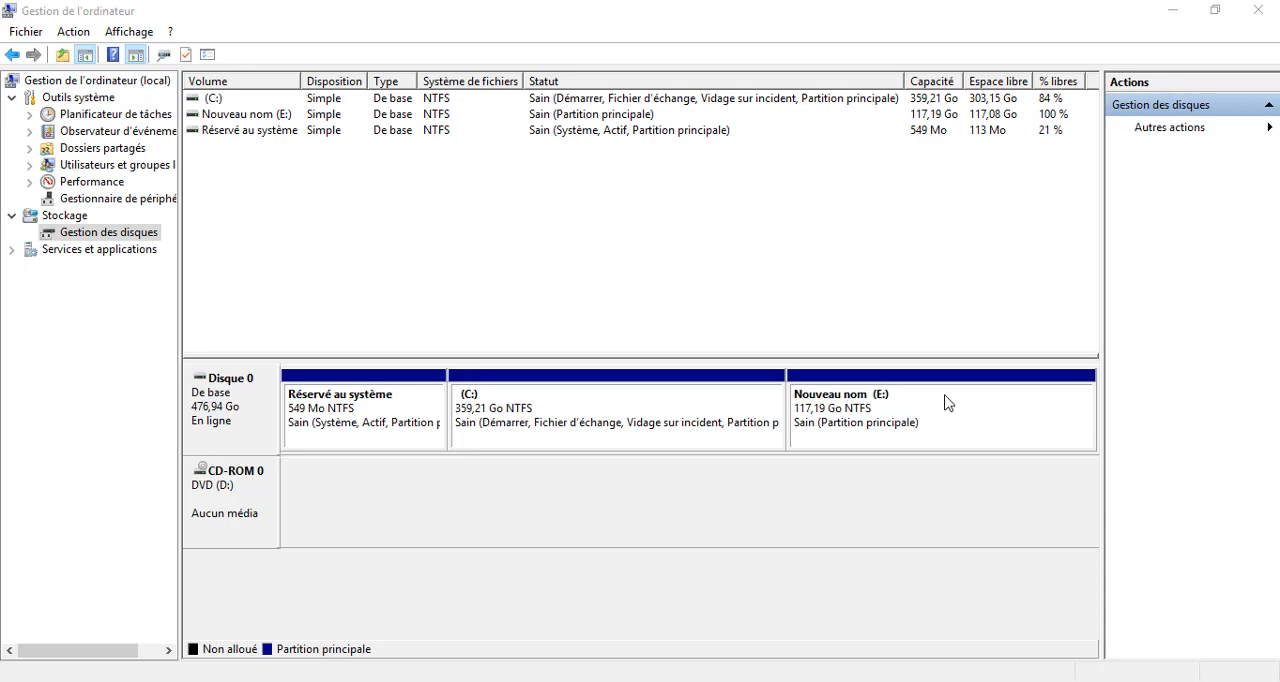 Gestion de l'ordinateur
Fichier Action Affichage ?
Gestion de l'ordinateur (local)
Outils système
Planificateur de tâches
Observateur d'événeme
Dossiers partagés
Utilisateurs et groupes l
Performance
Gestionnaire de périphé
Stockage
Gestion des disques
Services et applications
Volume Disposition Type Système de fichiers Statut Capacité Espace libre % libres
(C:) Simple De base NTFS Sain (Démarrer, Fichier d'échange, Vidage sur incident, Partition principale) 359,21 Go 303,15 Go 84 %
Nouveau nom (E:) Simple De base NTFS Sain (Partition principale) 117,19 Go 117,08 Go 100 %
Réservé au système Simple De base NTFS Sain (Système, Actif, Partition principale) 549 Mo 113 Mo 21 %
Disque 0
De base
476,94 Go
En ligne
Réservé au système
549 Mo NTFS
Sain (Système, Actif, Partition p
(C:)
359,21 Go NTFS
Sain (Démarrer, Fichier d'échange, Vidage sur incident, Partition p
Nouveau nom (E:)
117,19 Go NTFS
Sain (Partition principale)
CD-ROM 0
DVD (D:)
Aucun média
Non alloué Partition principale
Actions
Gestion des disques
Autres actions